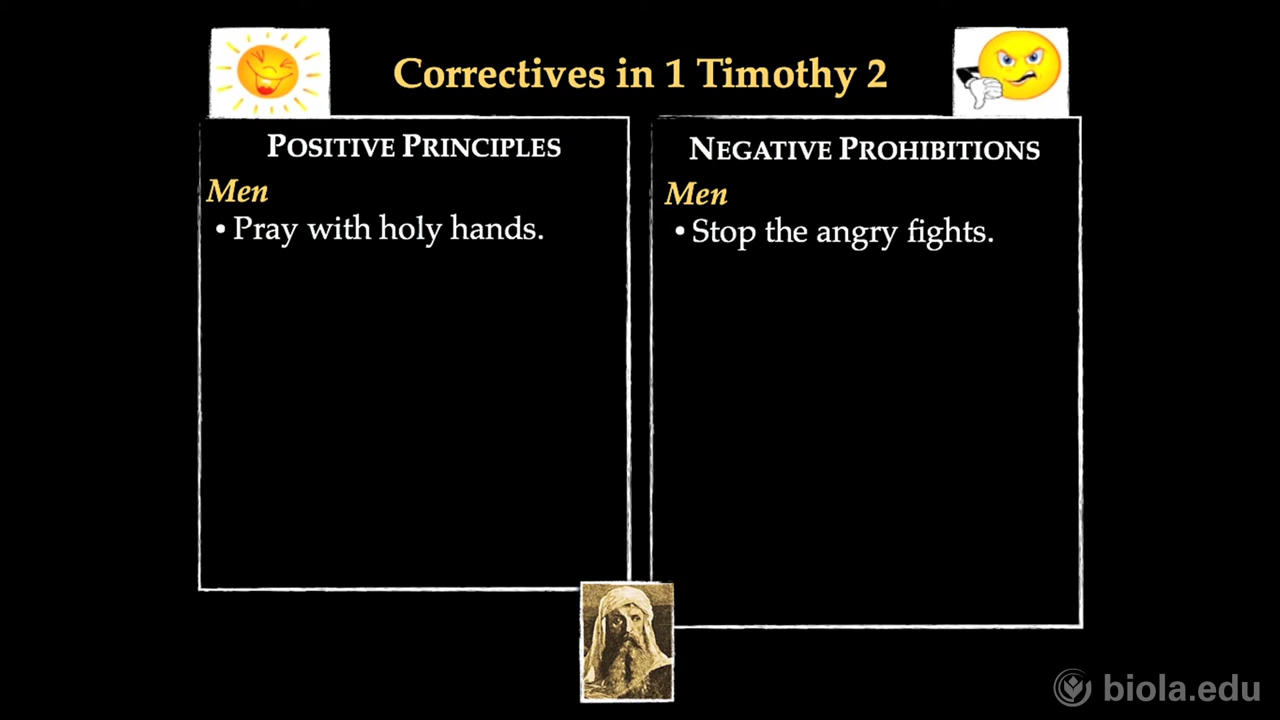 Correctives in 1 Timothy 2
POSITIVE PRINCIPLES
Men
• Pray with holy hands.
NEGATIVE PROHIBITIONS
Men
• Stop the angry fights.
biola.edu